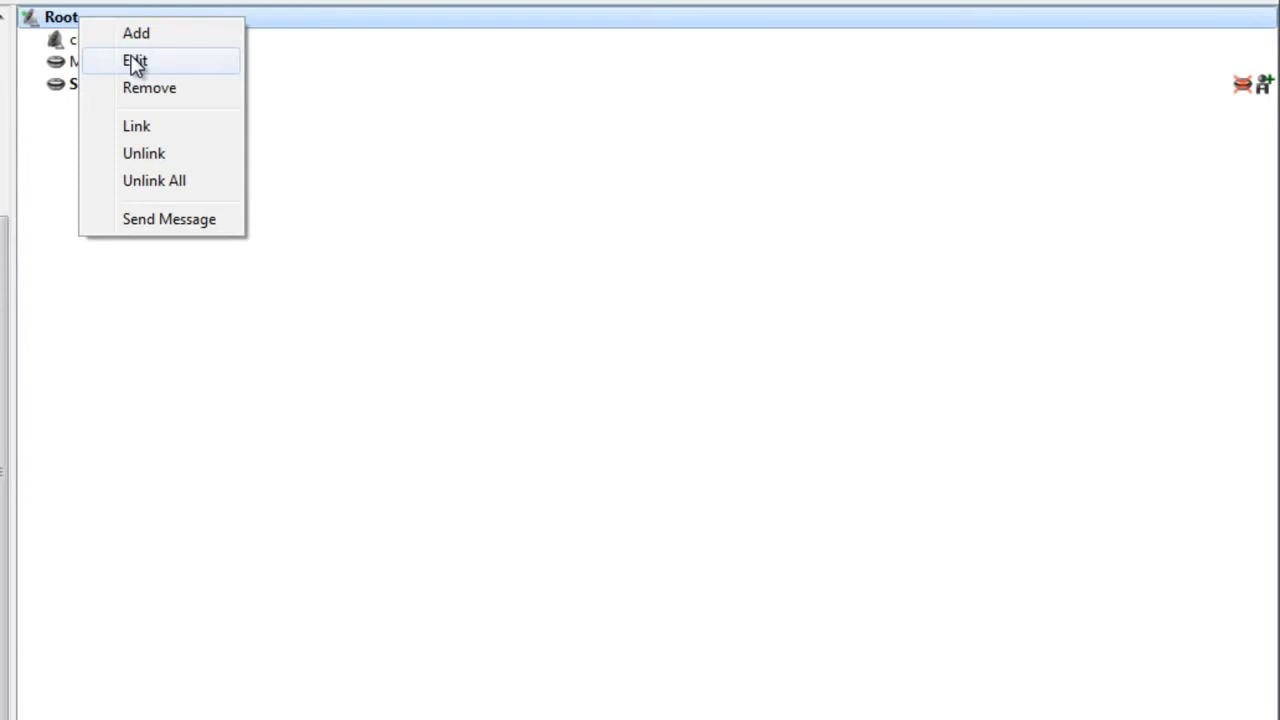 Root
Add
c
Edit
M
Remove
S
Link
Unlink
Unlink All
Send Message